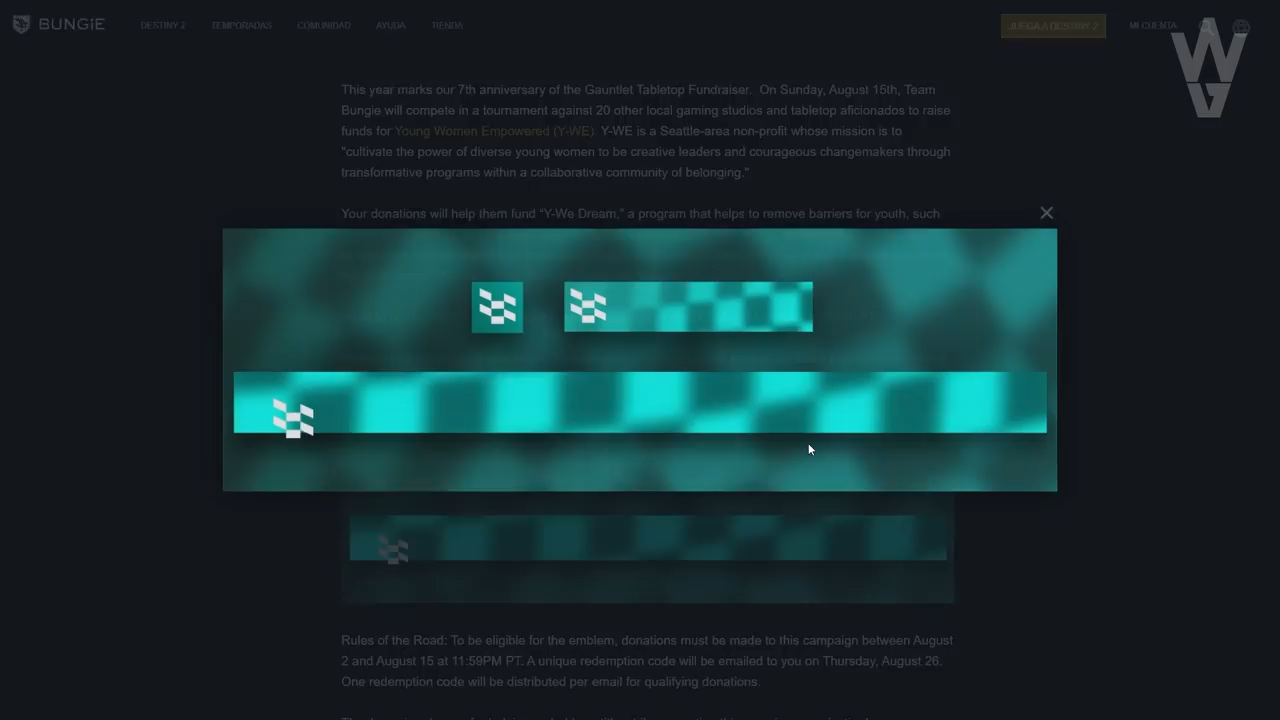 BUNGIE
DESTINY 2 TEMPORADAS COMUNIDAD AYUDA TIENDA JUEGA A DESTINY 2 MI CUENTA
WG
This year marks our 7th anniversary of the Gauntlet Tabletop Fundraiser. On Sunday, August 15th, Team
Bungie will compete in a tournament against 20 other local gaming studios and tabletop aficionados to raise
funds for Young Women Empowered (Y-WE). Y-WE is a Seattle-area non-profit whose mission is to
"cultivate the power of diverse young women to be creative leaders and courageous changemakers through
transformative programs within a collaborative community of belonging."
Your donations will help them fund "Y-We Dream," a program that helps to remove barriers for youth, such
Rules of the Road: To be eligible for the emblem, donations must be made to this campaign between August
2 and August 15 at 11:59PM PT. A unique redemption code will be emailed to you on Thursday, August 26.
One redemption code will be distributed per email for qualifying donations.